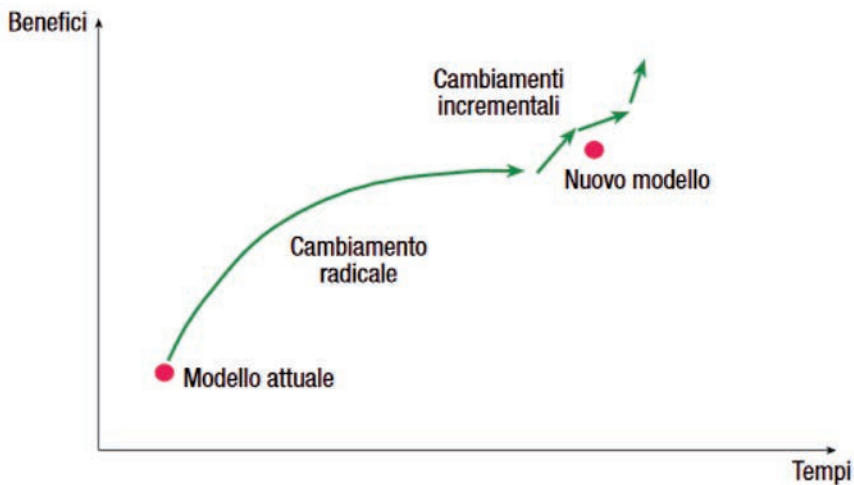 Benefici
Cambiamenti
incrementali
Nuovo modello
Cambiamento
radicale
Modello attuale
Tempi